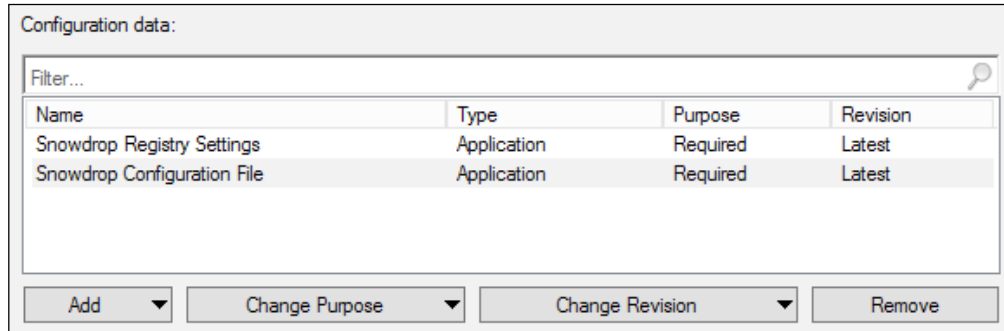 Configuration data:
Filter...
Name Type Purpose Revision
Snowdrop Registry Settings Application Required Latest
Snowdrop Configuration File Application Required Latest
Add Change Purpose Change Revision Remove